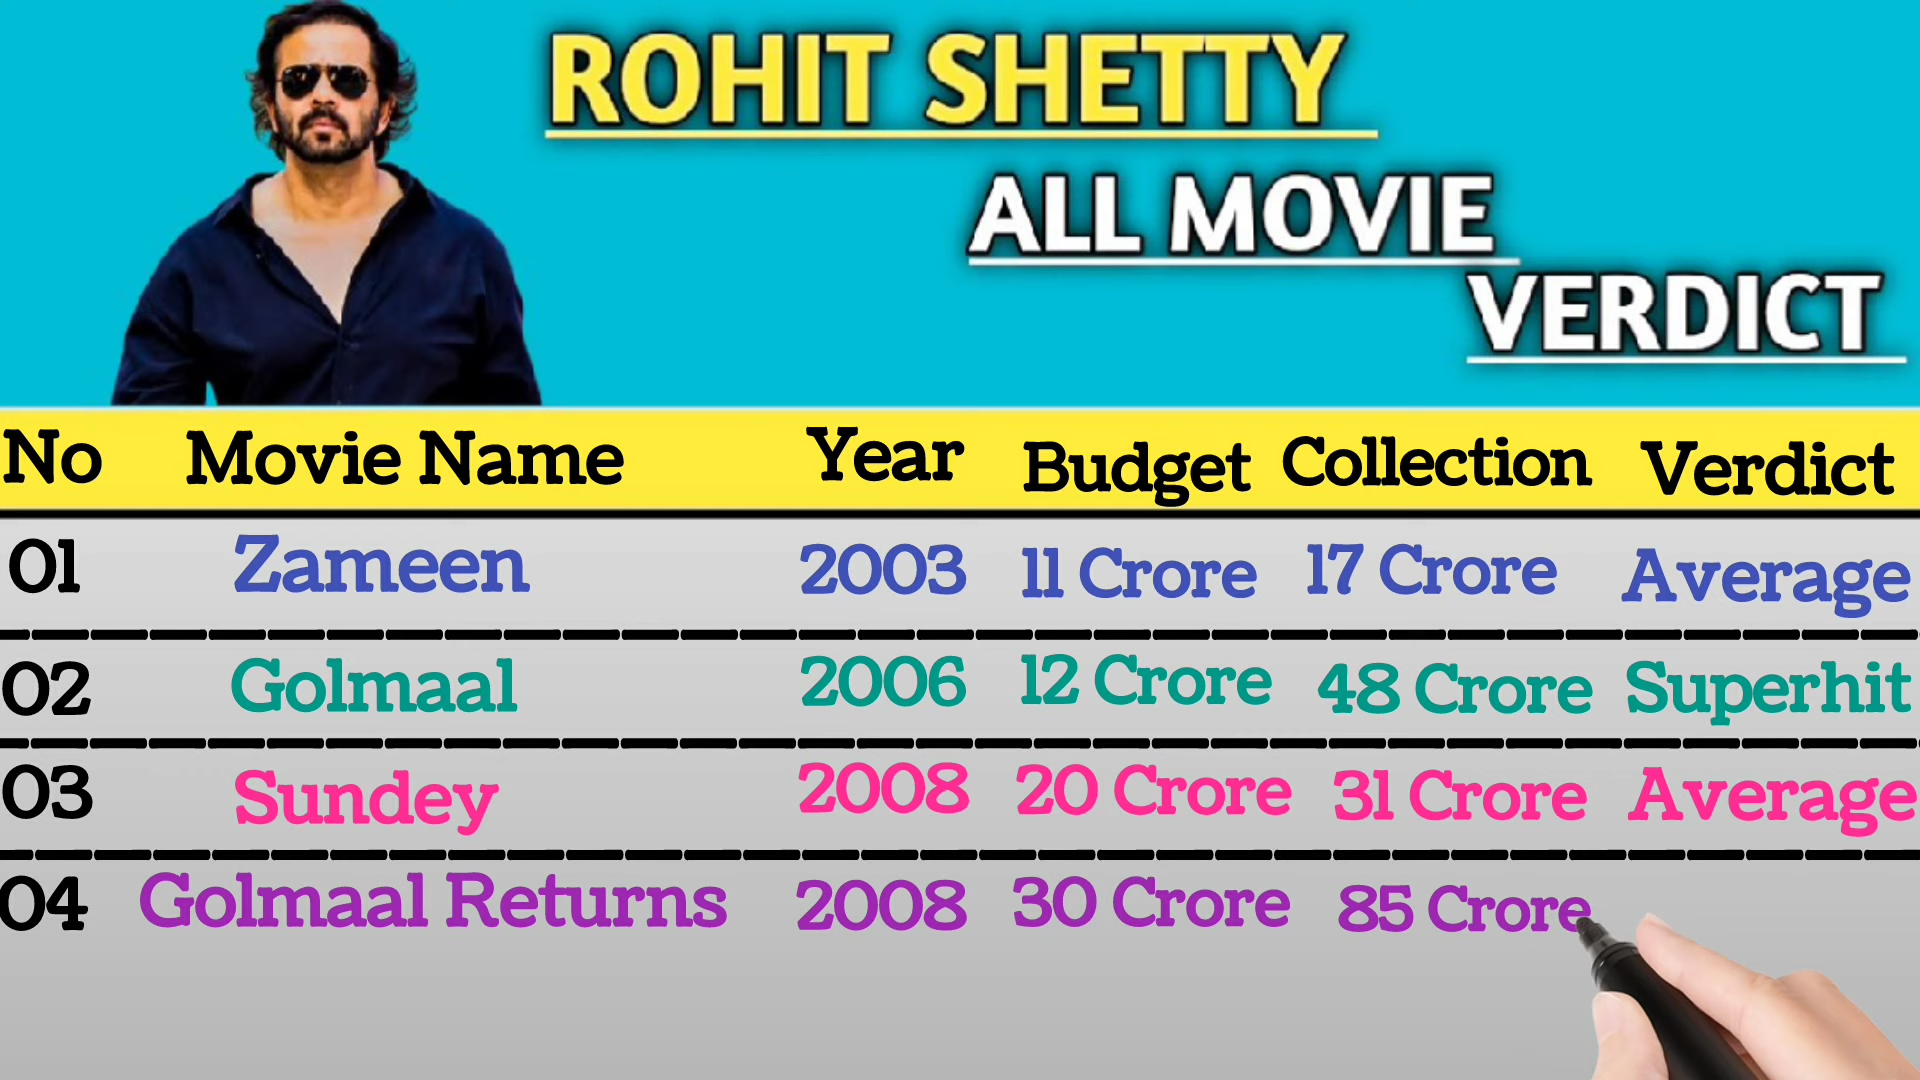 ROHIT SHETTY
ALL MOVIE
VERDICT
No Movie Name Year Budget Collection Verdict
01 Zameen 2003 11 Crore 17 Crore Average
02 Golmaal 2006 12 Crore 48 Crore Superhit
03 Sundey 2008 20 Crore 31 Crore Average
04 Golmaal Returns 2008 30 Crore 85 Crore